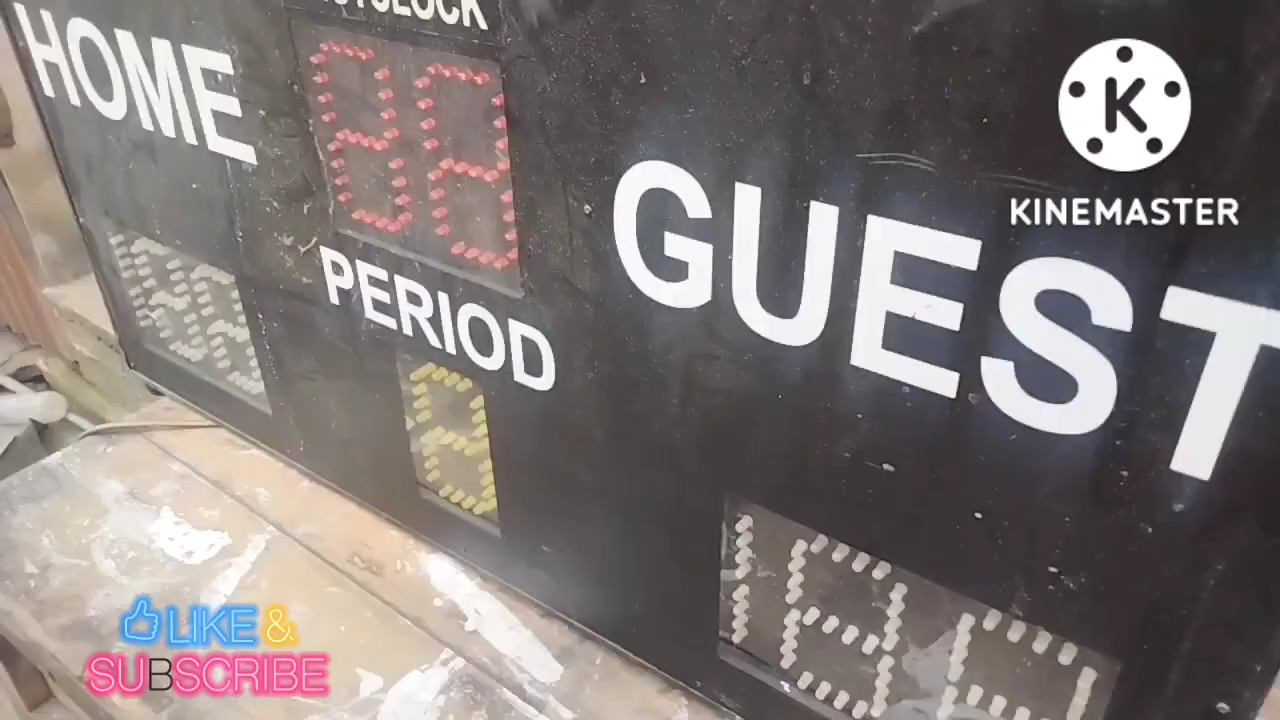 HOME
PERIOD
GUEST
K
KINEMASTER
LIKE &
SUBSCRIBE